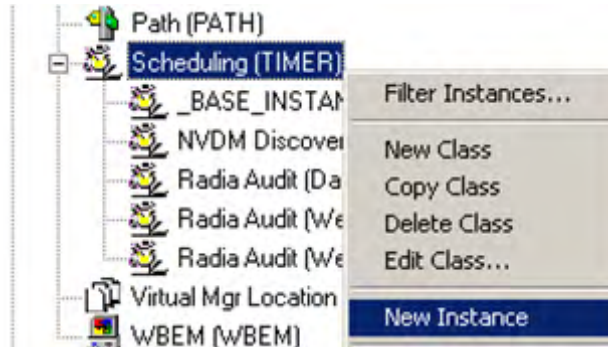 Path (PATH)
Scheduling (TIMER)
_BASE_INSTAN
NVDM Discover
Radia Audit (Da
Radia Audit (We
Radia Audit (We
Virtual Mgr Location
WBEM (WBEM)
Filter Instances...
New Class
Copy Class
Delete Class
Edit Class...
New Instance